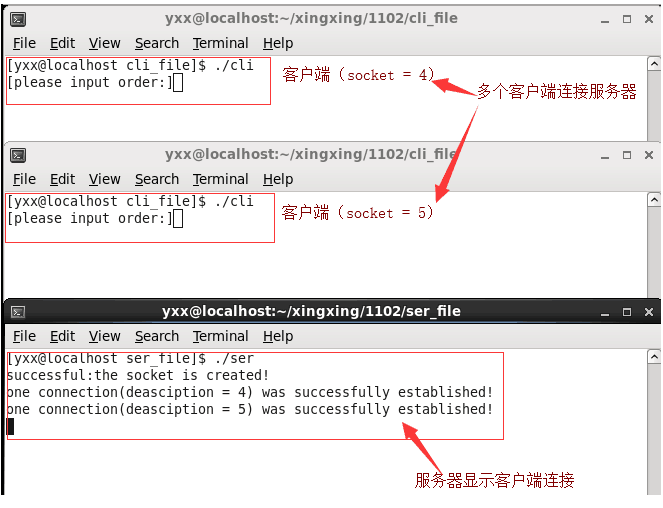 yxx@localhost:~/xingxing/1102/cli_file
File Edit View Search Terminal Help
[yxx@localhost cli_file]$ ./cli
[please input order:]
客户端（socket = 4）
多个客户端连接服务器
yxx@localhost:~/xingxing/1102/cli_file
File Edit View Search Terminal Help
[yxx@localhost cli_file]$ ./cli
[please input order:]
客户端（socket = 5）
yxx@localhost:~/xingxing/1102/ser_file
File Edit View Search Terminal Help
[yxx@localhost ser_file]$ ./ser
successful:the socket is created!
one connection(deasciption = 4) was successfully established!
one connection(deasciption = 5) was successfully established!
服务器显示客户端连接